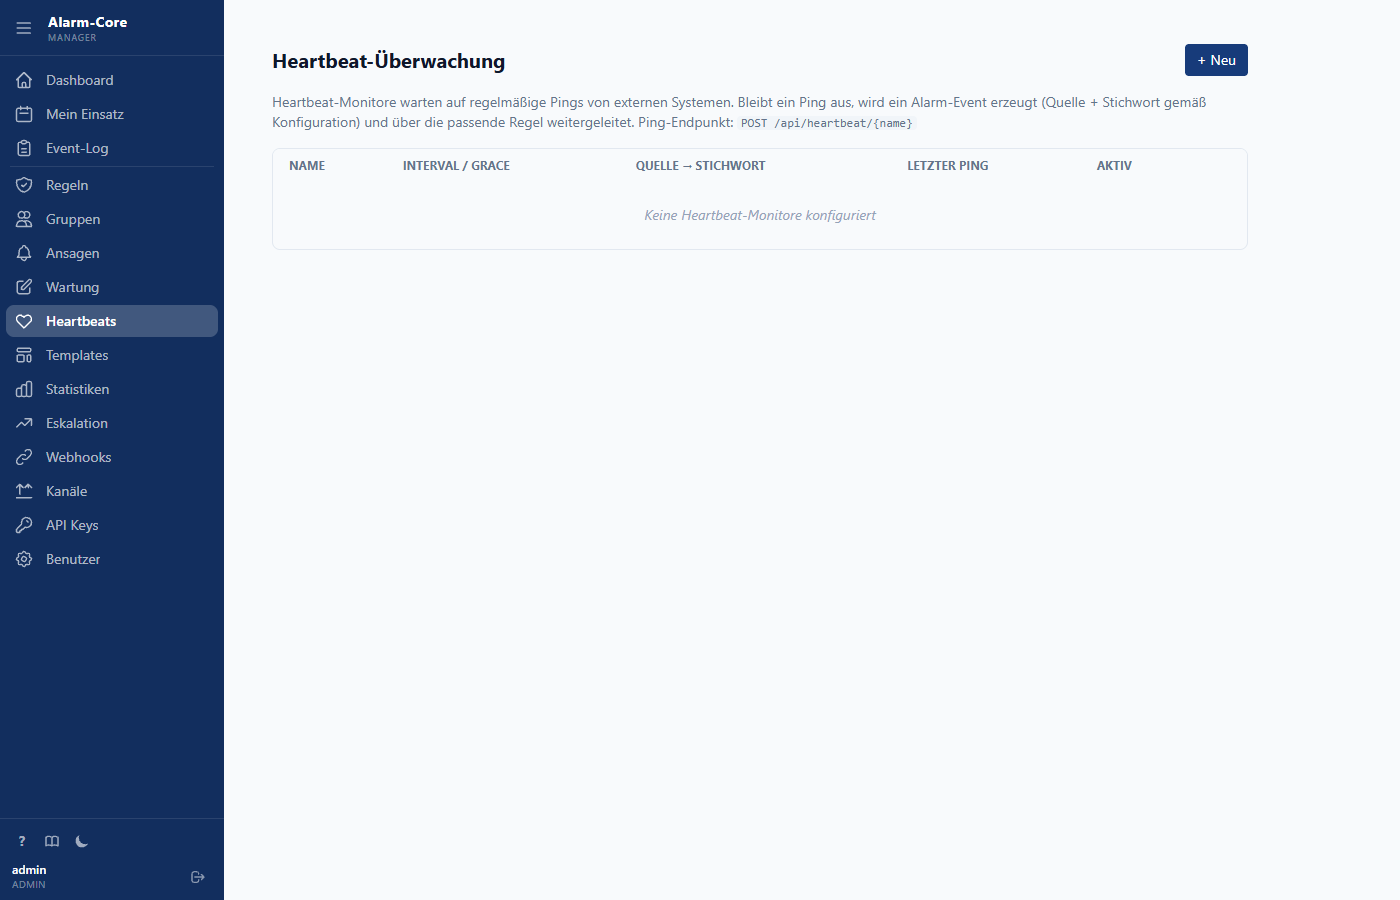 Alarm-Core
MANAGER
Dashboard
Mein Einsatz
Event-Log
Regeln
Gruppen
Ansagen
Wartung
Heartbeats
Templates
Statistiken
Eskalation
Webhooks
Kanäle
API Keys
Benutzer
?
admin
ADMIN
Heartbeat-Überwachung
+ Neu
Heartbeat-Monitore warten auf regelmäßige Pings von externen Systemen. Bleibt ein Ping aus, wird ein Alarm-Event erzeugt (Quelle + Stichwort gemäß
Konfiguration) und über die passende Regel weitergeleitet. Ping-Endpunkt: POST /api/heartbeat/{name}
NAME INTERVAL / GRACE QUELLE → STICHWORT LETZTER PING AKTIV
Keine Heartbeat-Monitore konfiguriert